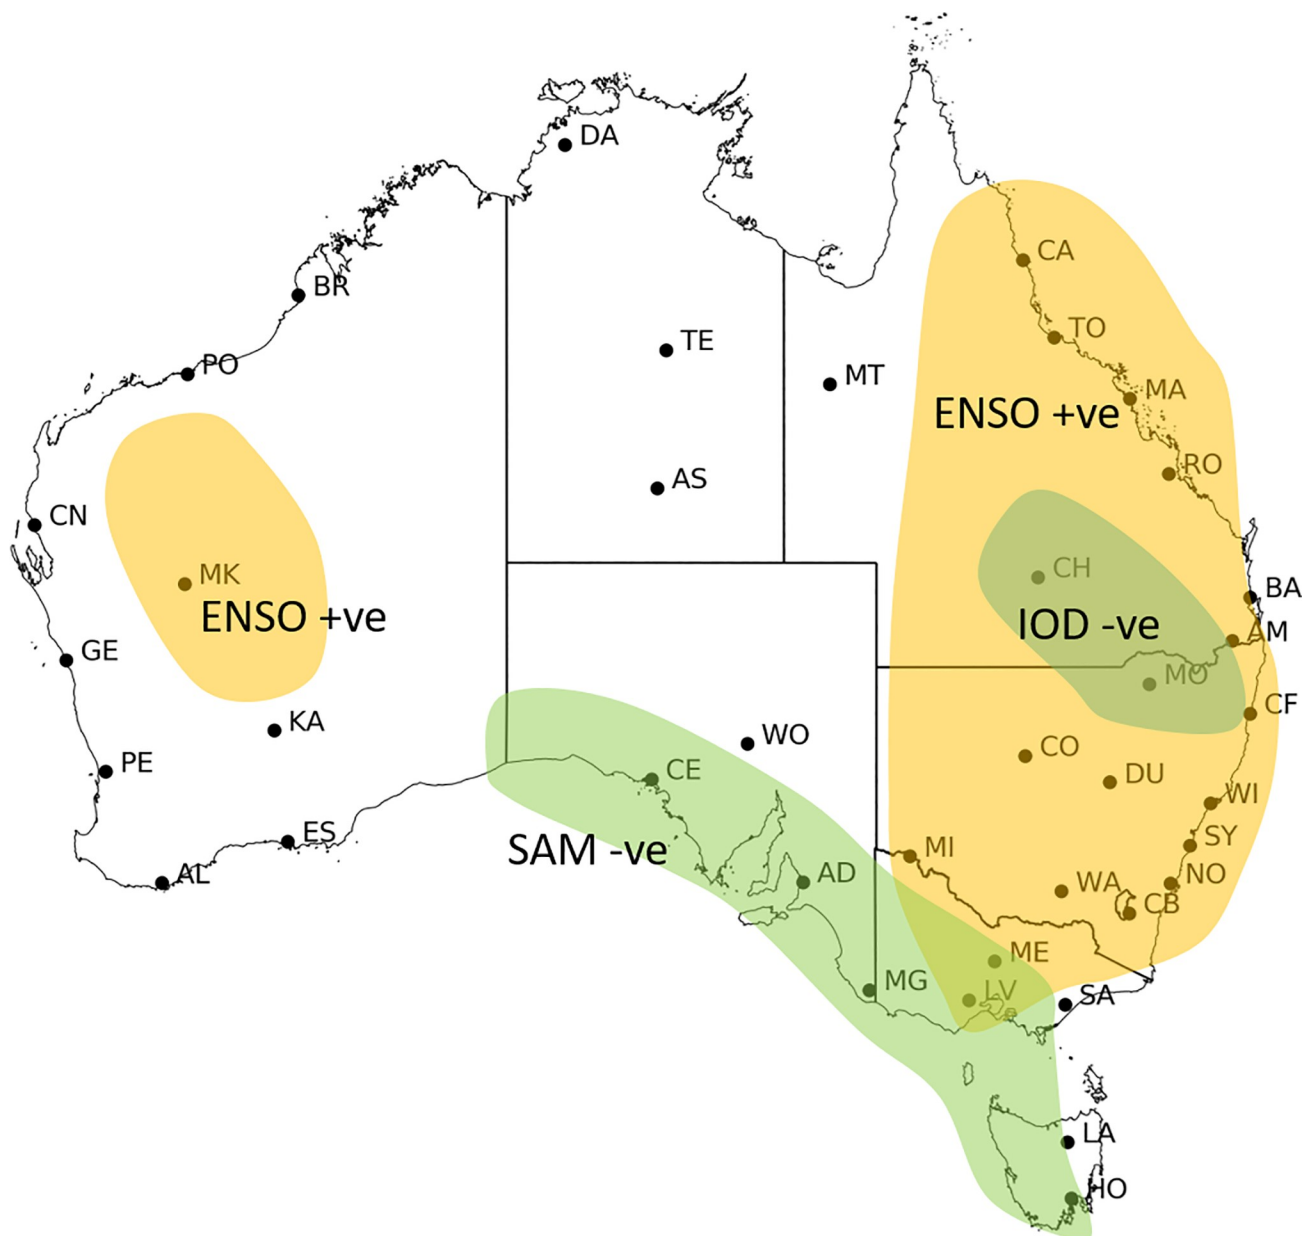 DA
CA
BR
TO
TE
PO
MT
MA
ENSO +ve
RO
AS
CN
CH
MK
BA
ENSO +ve
IOD -ve
AM
GE
MO
CF
KA
WO
CO
PE
CE
DU
WI
ES
SAM -ve
MI
SY
AL
AD
WA
NO
CB
ME
MG
LV
SA
LA
HO